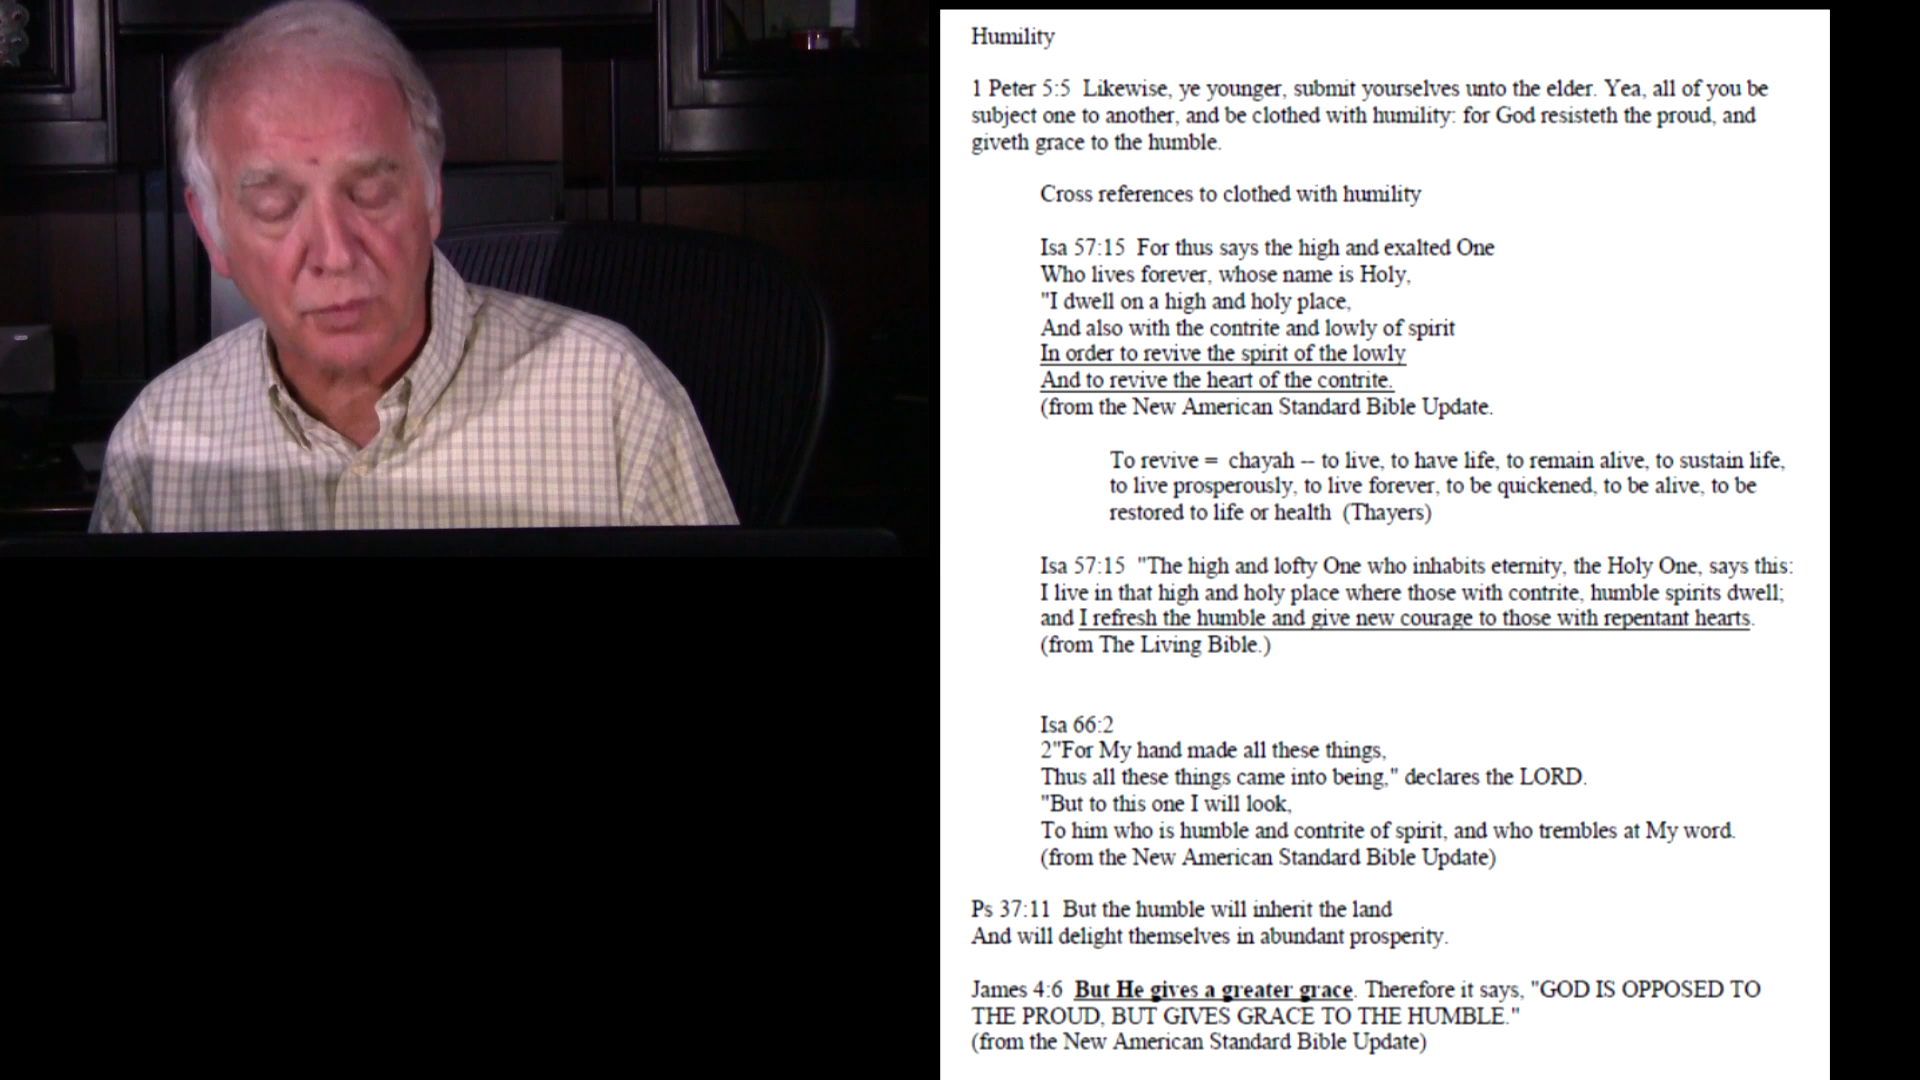 Humility
1 Peter 5:5 Likewise, ye younger, submit yourselves unto the elder. Yea, all of you be
subject one to another, and be clothed with humility: for God resisteth the proud, and
giveth grace to the humble.
Cross references to clothed with humility
Isa 57:15 For thus says the high and exalted One
Who lives forever, whose name is Holy,
"I dwell on a high and holy place,
And also with the contrite and lowly of spirit
In order to revive the spirit of the lowly
And to revive the heart of the contrite.
(from the New American Standard Bible Update.
To revive = chayah -- to live, to have life, to remain alive, to sustain life,
to live prosperously, to live forever, to be quickened, to be alive, to be
restored to life or health (Thayers)
Isa 57:15 "The high and lofty One who inhabits eternity, the Holy One, says this:
I live in that high and holy place where those with contrite, humble spirits dwell;
and I refresh the humble and give new courage to those with repentant hearts.
(from The Living Bible.)
Isa 66:2
2"For My hand made all these things,
Thus all these things came into being," declares the LORD.
"But to this one I will look,
To him who is humble and contrite of spirit, and who trembles at My word.
(from the New American Standard Bible Update)
Ps 37:11 But the humble will inherit the land
And will delight themselves in abundant prosperity.
James 4:6 But He gives a greater grace. Therefore it says, "GOD IS OPPOSED TO
THE PROUD, BUT GIVES GRACE TO THE HUMBLE."
(from the New American Standard Bible Update)